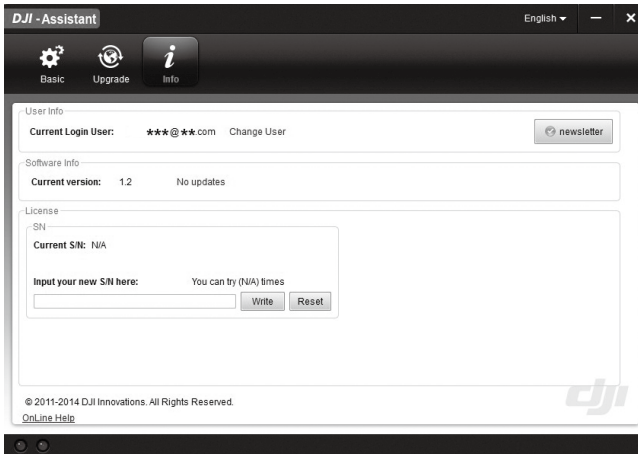 DJI - Assistant
English
Basic Upgrade Info
User Info
Current Login User: ***@**.com Change User
newsletter
Software Info
Current version: 1.2 No updates
License
SN
Current S/N: N/A
Input your new S/N here: You can try (N/A) times
Write Reset
dji
© 2011-2014 DJI Innovations. All Rights Reserved.
OnLine Help